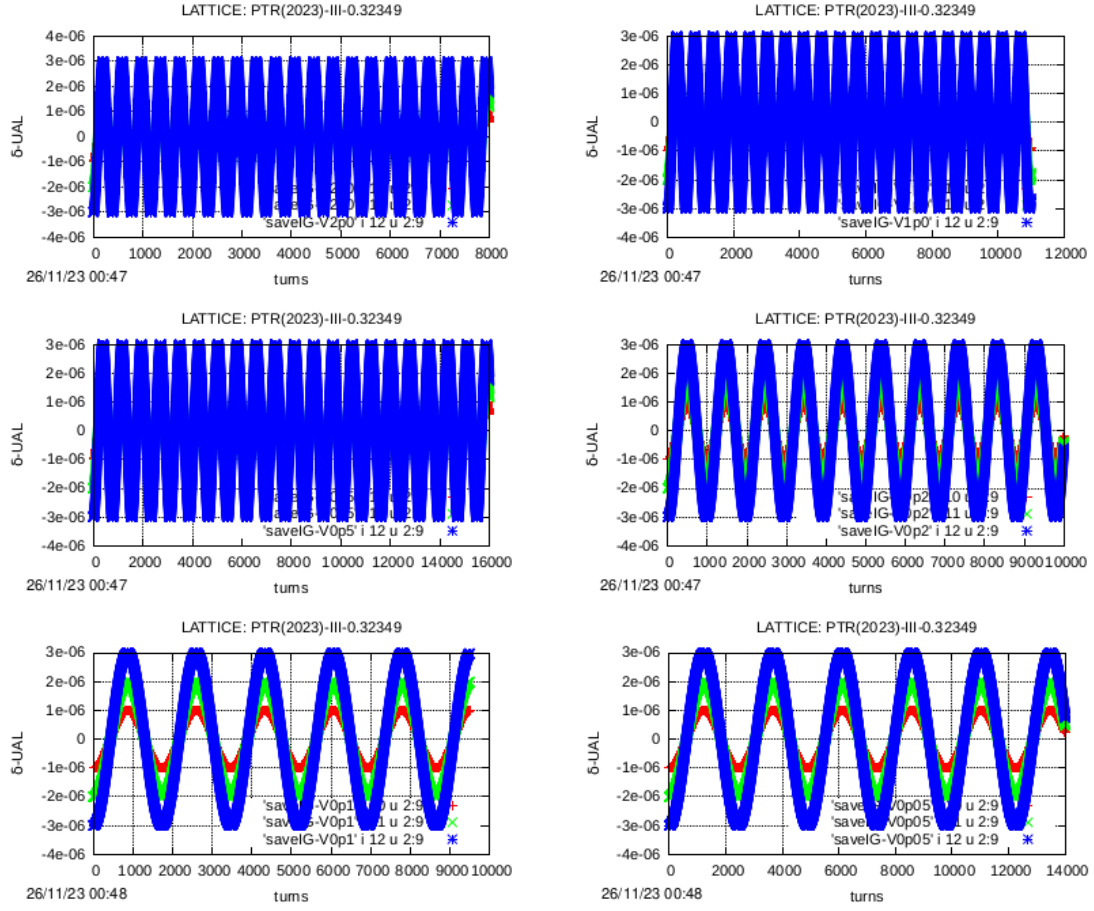 LATTICE: PTR(2023)-III-0.32349
4e-06
3e-06
2e-06
1e-06
0
-1e-06
-2e-06
-3e-06
-4e-06
δ-UAL
'saveIG-V2p0' i 12 u 2:9
0 1000 2000 3000 4000 5000 6000 7000 8000
26/11/23 00:47
turns
LATTICE: PTR(2023)-III-0.32349
3e-06
2e-06
1e-06
0
-1e-06
-2e-06
-3e-06
-4e-06
δ-UAL
'saveIG-V1p0' i 12 u 2:9
0 2000 4000 6000 8000 10000 12000
26/11/23 00:47
turns
LATTICE: PTR(2023)-III-0.32349
3e-06
2e-06
1e-06
0
-1e-06
-2e-06
-3e-06
-4e-06
δ-UAL
'saveIG-V0p5' i 12 u 2:9
0 2000 4000 6000 8000 10000 12000 14000 16000
26/11/23 00:47
turns
LATTICE: PTR(2023)-III-0.32349
3e-06
2e-06
1e-06
0
-1e-06
-2e-06
-3e-06
-4e-06
δ-UAL
'saveIG-V0p2' i 12 u 2:9
0 1000 2000 3000 4000 5000 6000 7000 8000 9000 10000
26/11/23 00:47
turns
LATTICE: PTR(2023)-III-0.32349
3e-06
2e-06
1e-06
0
-1e-06
-2e-06
-3e-06
-4e-06
δ-UAL
u 2:9
'saveIG-V0p1' u 2:9
'saveIG-V0p1' i 12 u 2:9
0 1000 2000 3000 4000 5000 6000 7000 8000 9000 10000
26/11/23 00:48
turns
LATTICE: PTR(2023)-III-0.32349
3e-06
2e-06
1e-06
0
-1e-06
-2e-06
-3e-06
-4e-06
δ-UAL
u 2:9
'saveIG-V0p05' u 2:9
'saveIG-V0p05' i 12 u 2:9
0 2000 4000 6000 8000 10000 12000 14000
26/11/23 00:48
turns